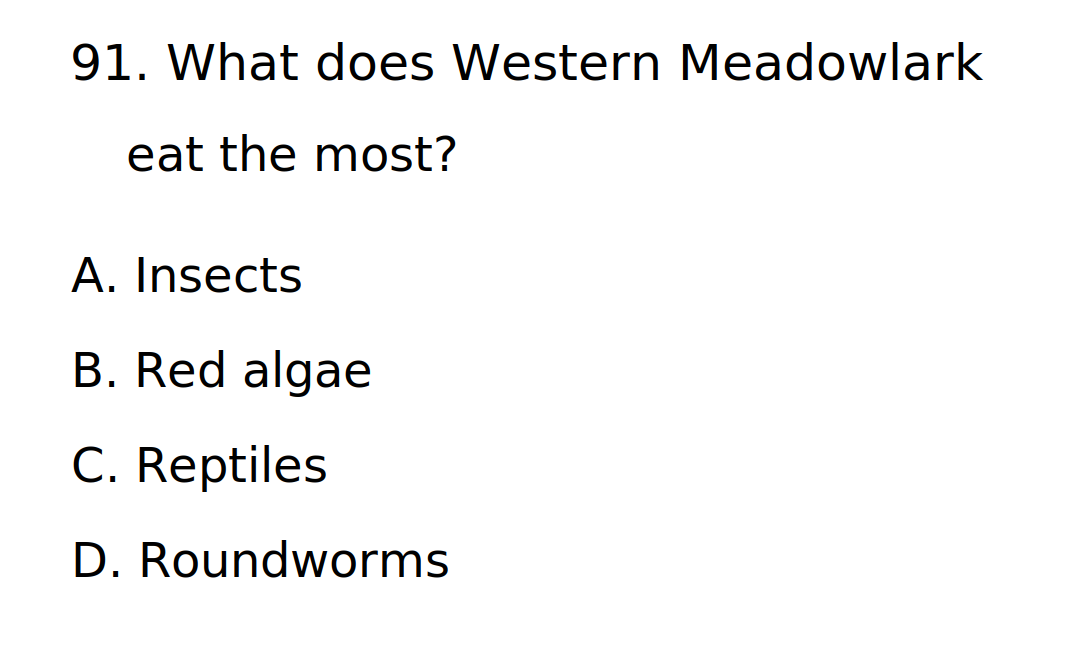 91. What does Western Meadowlark
eat the most?
A. Insects
B. Red algae
C. Reptiles
D. Roundworms